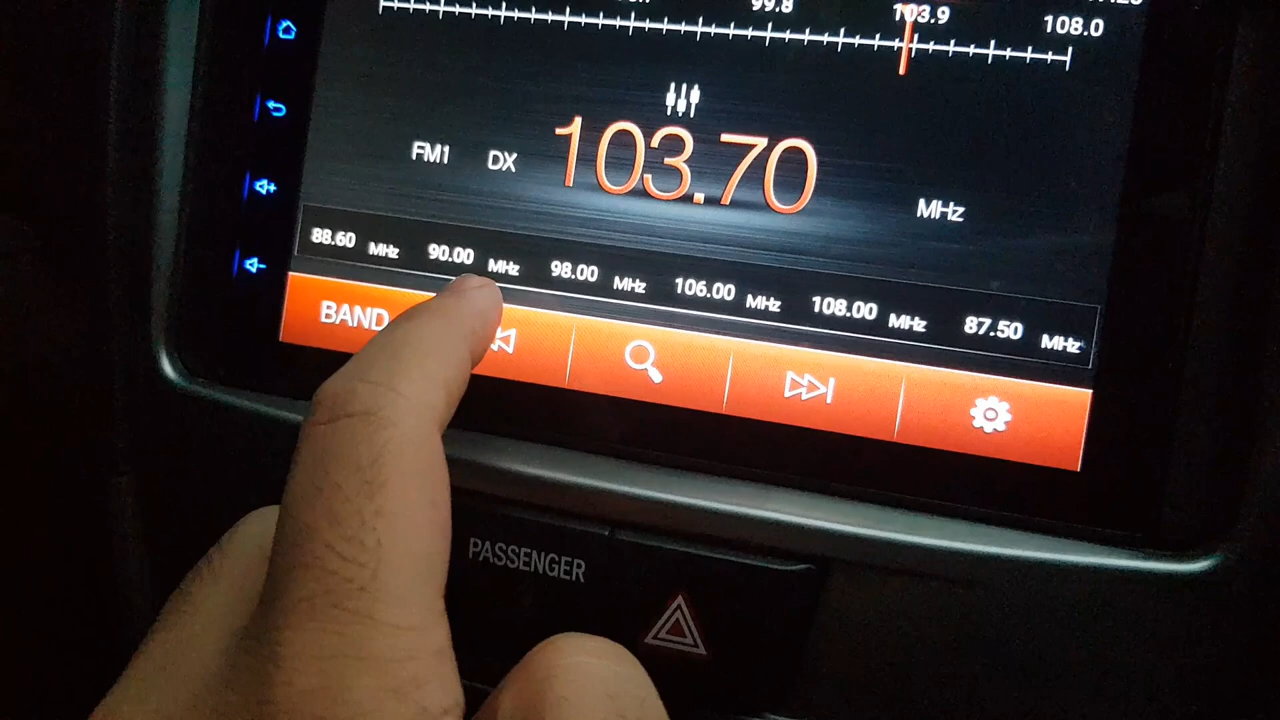 99.8 103.9 108.0
FM1 DX 103.70 MHz
88.60 MHz 90.00 MHz 98.00 MHz 106.00 MHz 108.00 MHz 87.50 MHz
BAND
PASSENGER